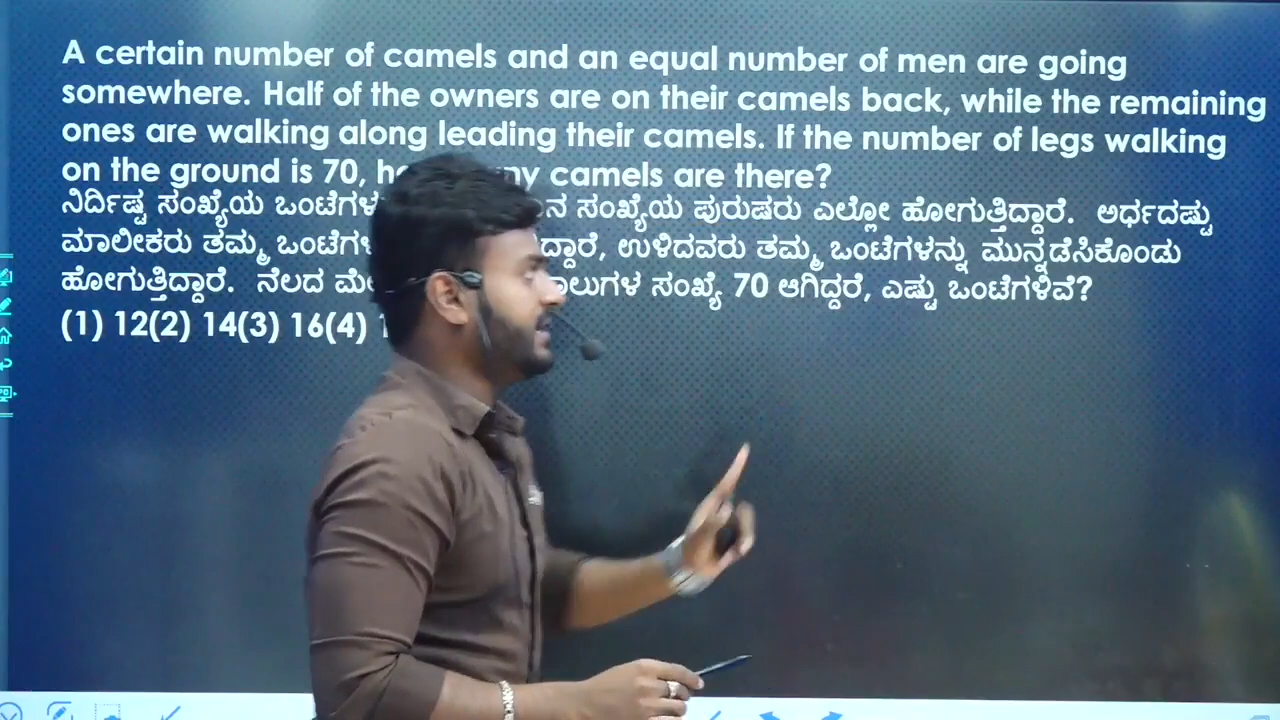 A certain number of camels and an equal number of men are going
somewhere. Half of the owners are on their camels back, while the remaining
ones are walking along leading their camels. If the number of legs walking
on the ground is 70, camels are there?
ನಿರ್ದಿಷ್ಟ ಸಂಖ್ಯೆಯ ಸಂಖ್ಯೆಯ ಪುರುಷರು ಎಲ್ಲೋ ಹೋಗುತ್ತಿದ್ದಾರೆ. ಅರ್ಧದಷ್ಟು
ಮಾಲೀಕರು ತಮ್ಮ ಉಳಿದವರು ತಮ್ಮ ಒಂಟೆಗಳನ್ನು ಮುನ್ನಡೆಸಿಕೊಂಡು
ಹೋಗುತ್ತಿದ್ದಾರೆ. ನೆಲದ ಸಂಖ್ಯೆ 70 ಆಗಿದ್ದರೆ, ಎಷ್ಟು ಒಂಟೆಗಳಿವೆ?
(1) 12(2) 14(3) 16(4)